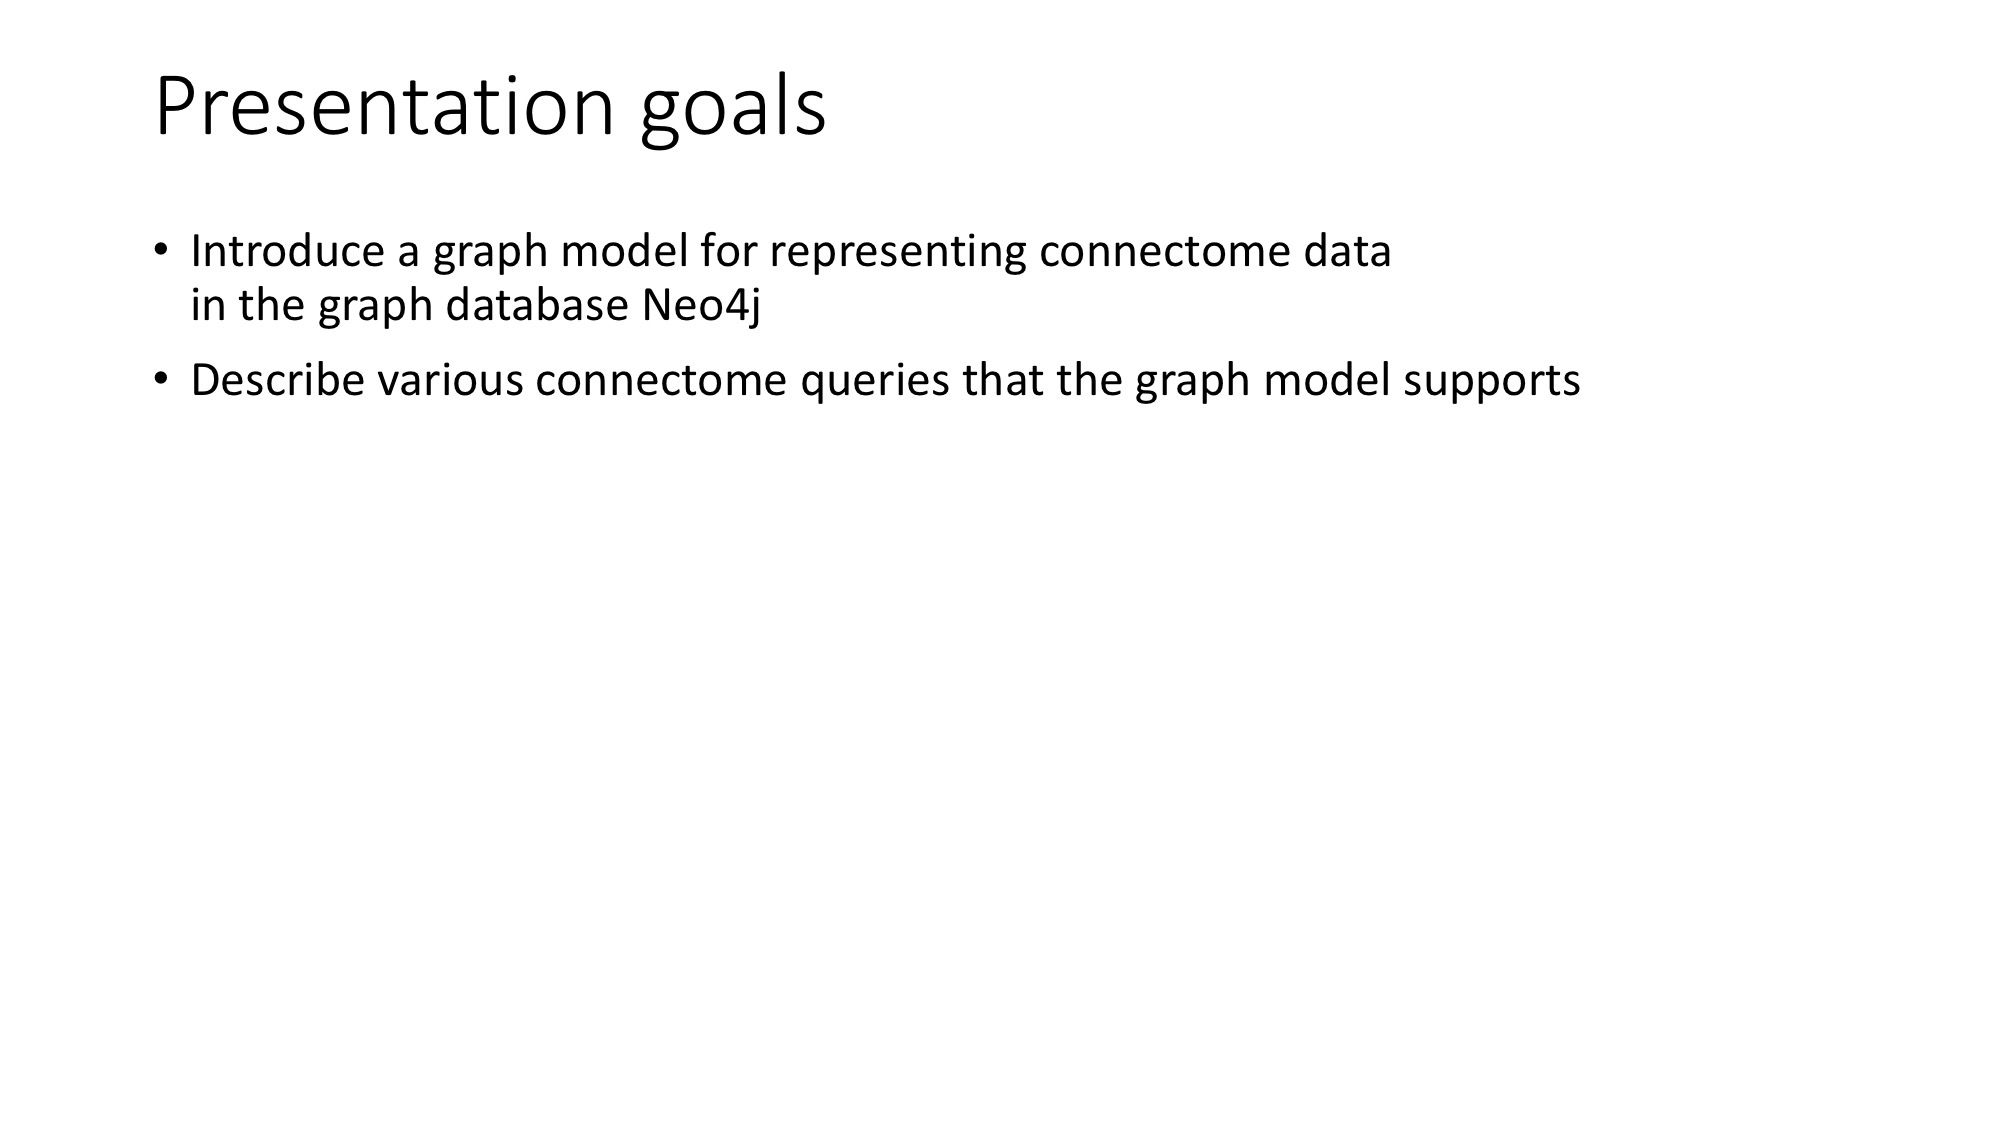 Presentation goals
• Introduce a graph model for representing connectome data
in the graph database Neo4j
• Describe various connectome queries that the graph model supports